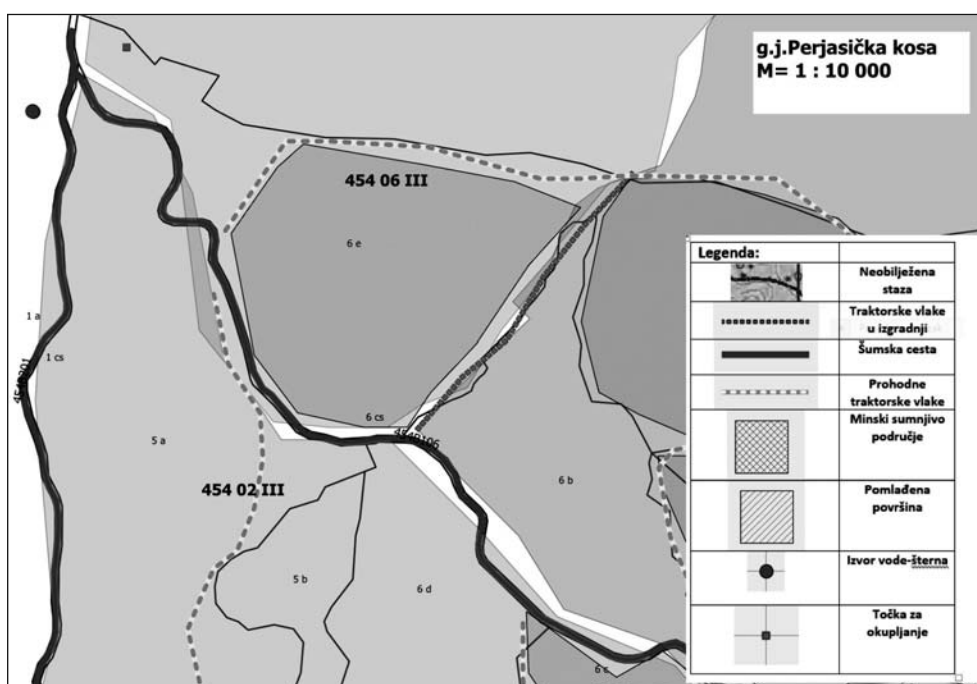 g.j.Perjasička kosa
M= 1 : 10 000
454 06 III
6 e
1 a
1 cs
6 cs
5 a
6 b
454 02 III
5 b
6 d
6 c
Legenda:
Neobilježena
staza
Traktorske vlake
u izgradnji
Šumska cesta
Prohodne
traktorske vlake
Minski sumnjivo
područje
Pomlađena
površina
Izvor vode-šterna
Točka za
okupljanje